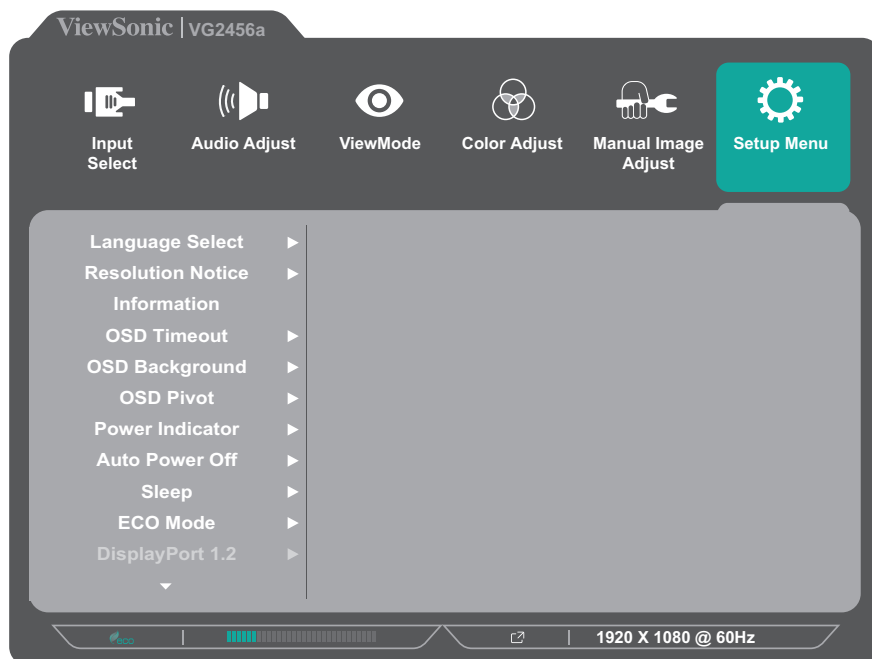 ViewSonic | VG2456a
Input
Select
Audio Adjust
ViewMode
Color Adjust
Manual Image
Adjust
Setup Menu
Language Select
Resolution Notice
Information
OSD Timeout
OSD Background
OSD Pivot
Power Indicator
Auto Power Off
Sleep
ECO Mode
DisplayPort 1.2
eco
1920 X 1080 @ 60Hz